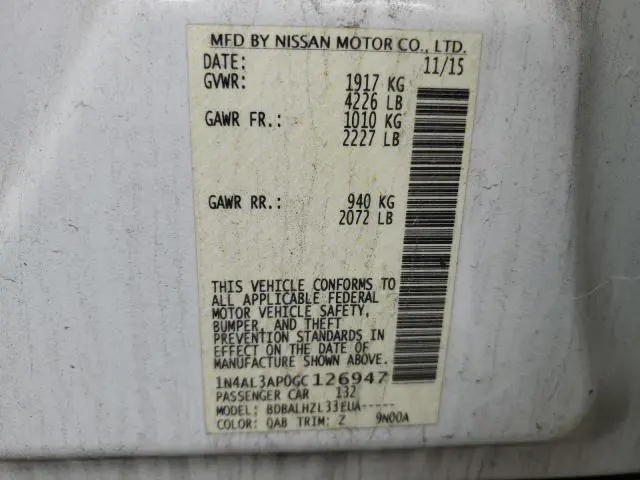 MFD BY NISSAN MOTOR CO., LTD.
DATE: 11/15
GVWR: 1917 KG
4226 LB
GAWR FR.: 1010 KG
2227 LB
GAWR RR.: 940 KG
2072 LB
THIS VEHICLE CONFORMS TO
ALL APPLICABLE FEDERAL
MOTOR VEHICLE SAFETY,
BUMPER, AND THEFT
PREVENTION STANDARDS IN
EFFECT ON THE DATE OF
MANUFACTURE SHOWN ABOVE.
1N4AL3AP0GC126947
PASSENGER CAR 132
MODEL: BDBALHZL33EUA-----
COLOR: QAB TRIM: Z 9N00A